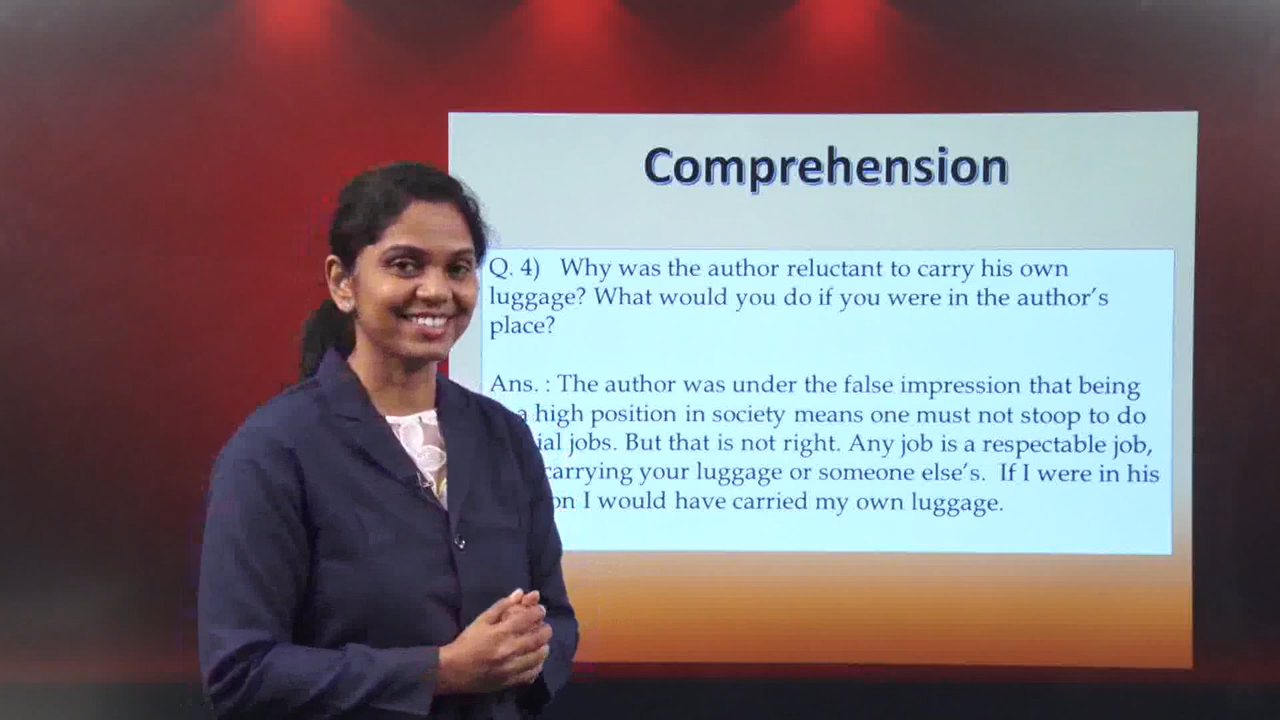 Comprehension
Q. 4) Why was the author reluctant to carry his own
luggage? What would you do if you were in the author's
place?
Ans. : The author was under the false impression that being
a high position in society means one must not stoop to do
jobs. But that is not right. Any job is a respectable job,
carrying your luggage or someone else's. If I were in his
I would have carried my own luggage.